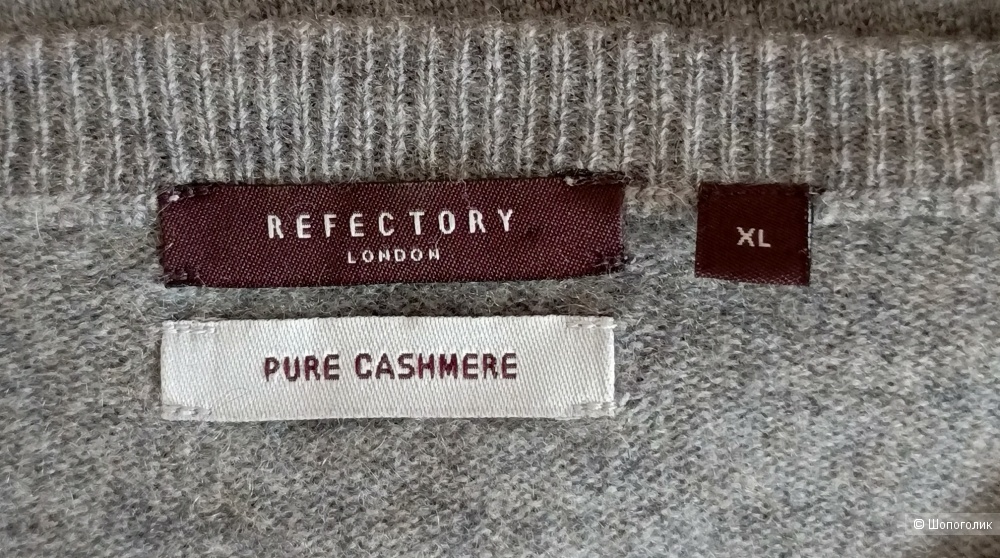 REFECTORY
LONDON
XL
PURE CASHMERE
© Шопоголик